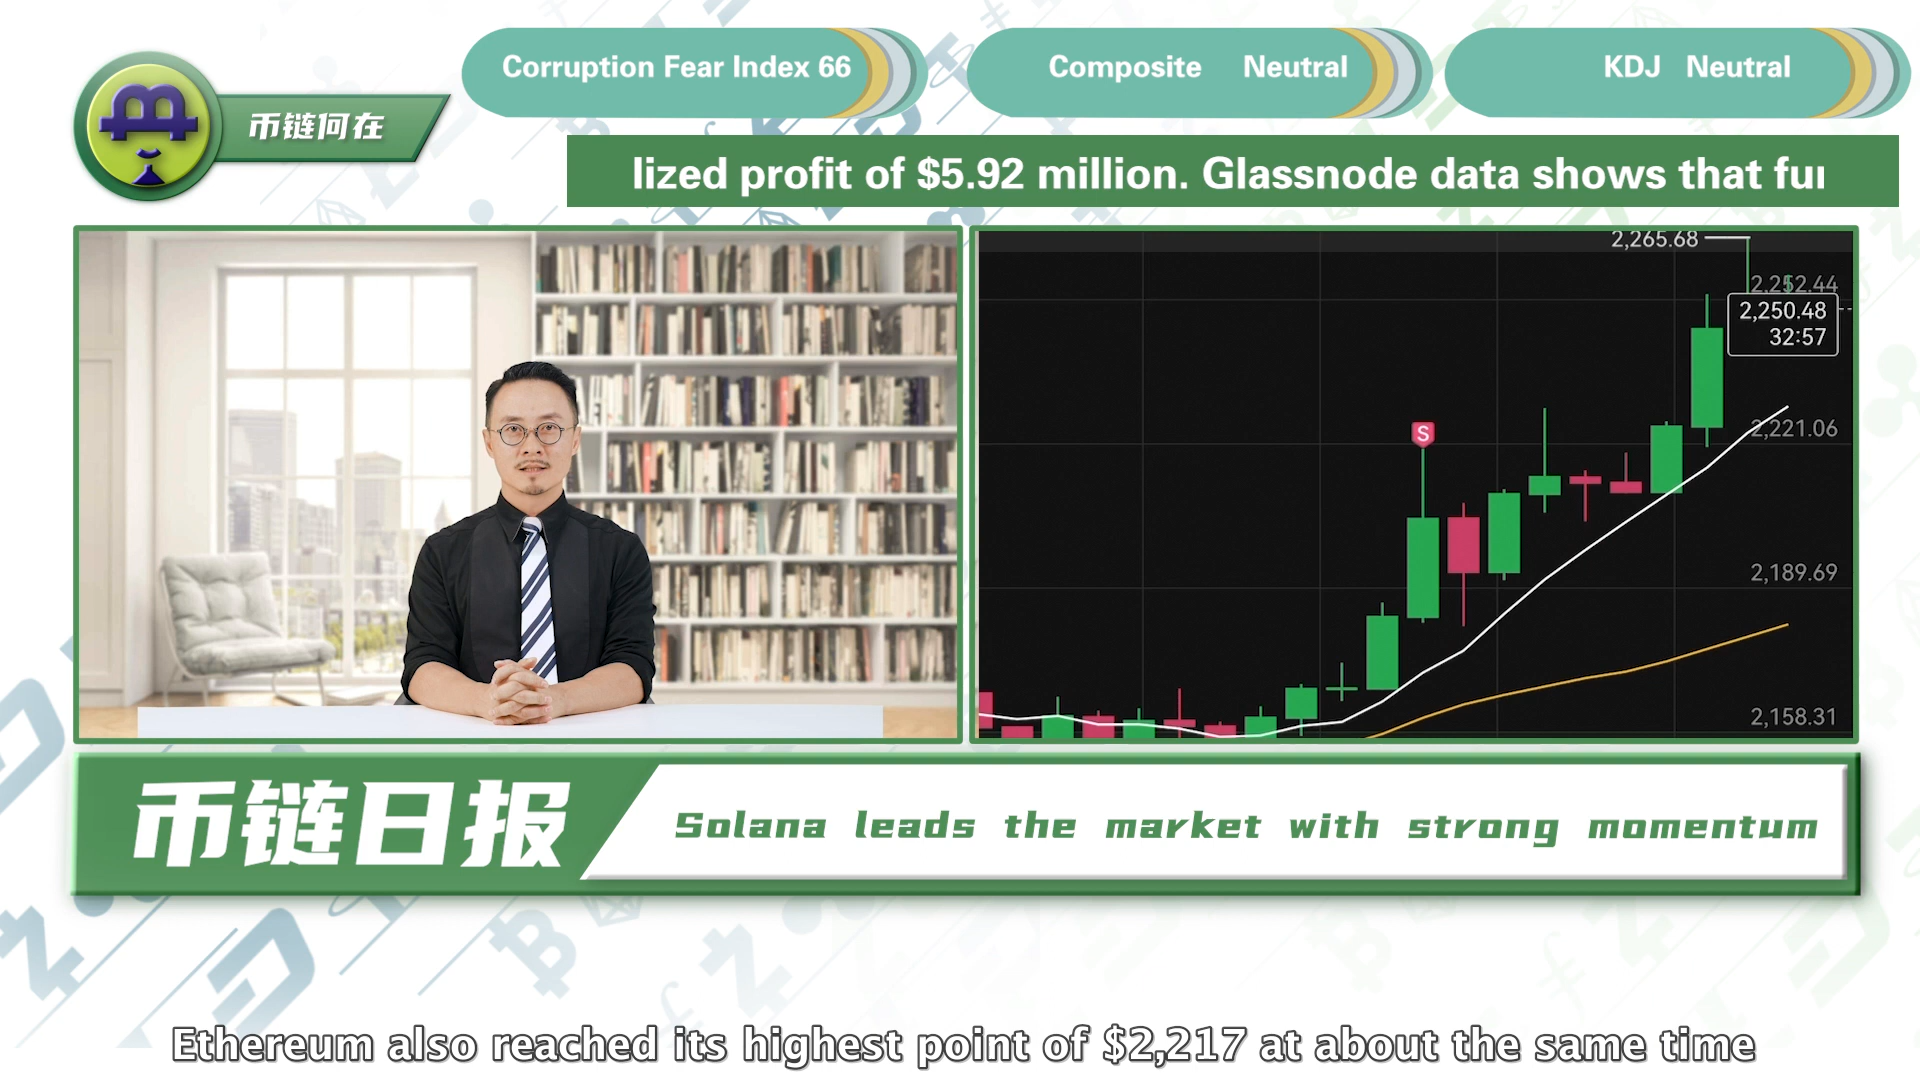 Corruption Fear Index 66
Composite Neutral
KDJ Neutral
币链何在
lized profit of $5.92 million. Glassnode data shows that fu
2,265.68
2,252.44
2,250.48
32:57
S
2,221.06
2,189.69
2,158.31
币链日报
Solana leads the market with strong momentum
Ethereum also reached its highest point of $2,217 at about the same time